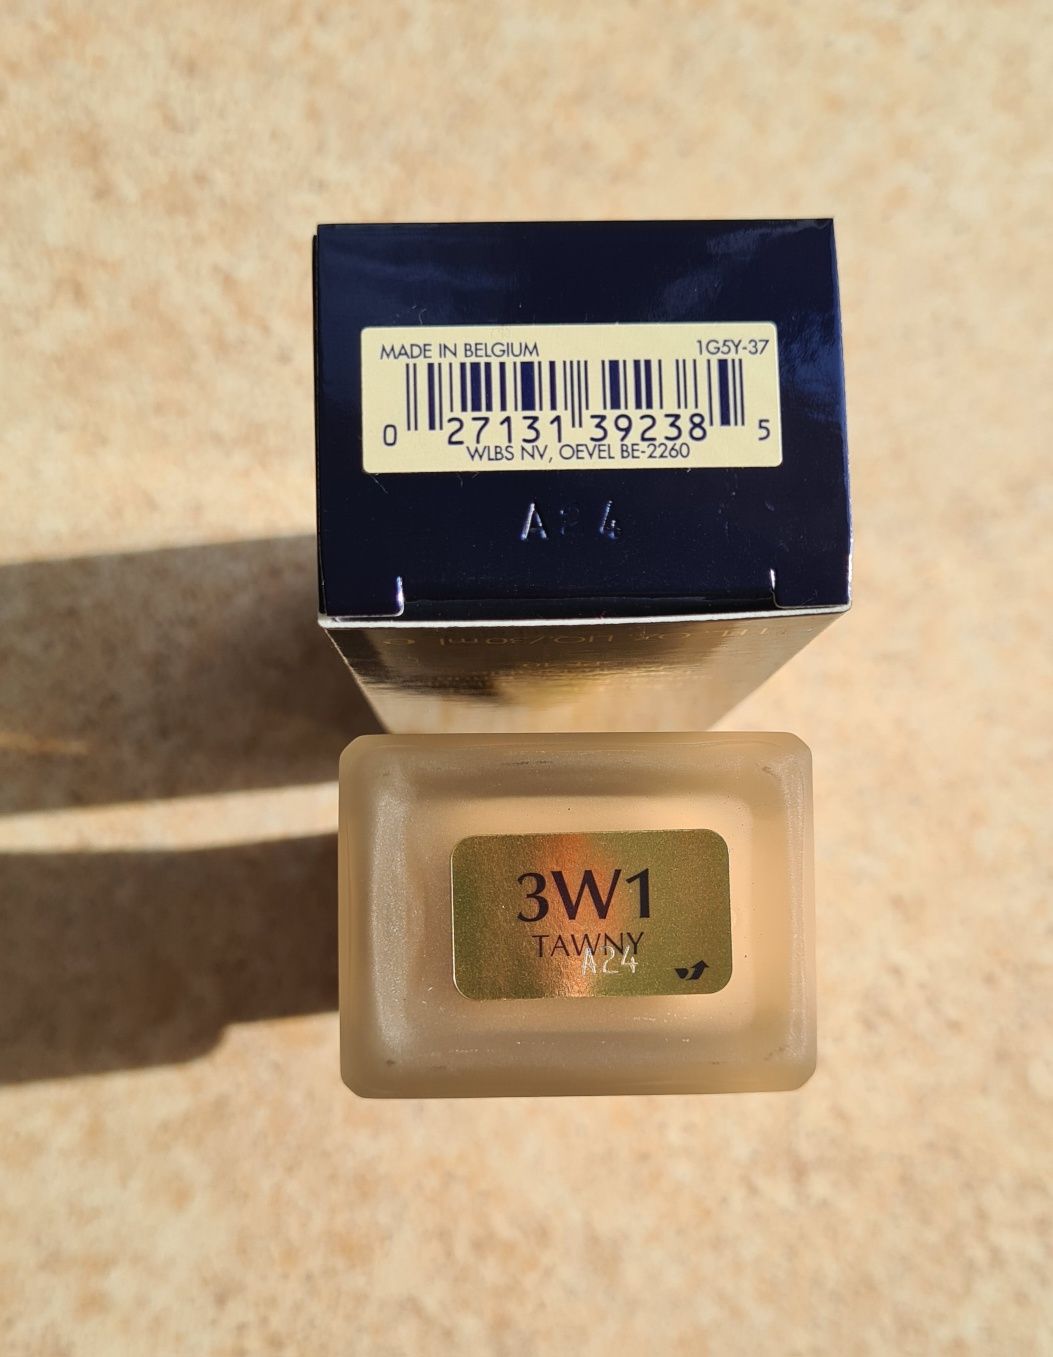 MADE IN BELGIUM 1G5Y-37
0 27131 39238 5
WLBS NV, OEVEL BE-2260
A24
3W1
TAWNY
A24